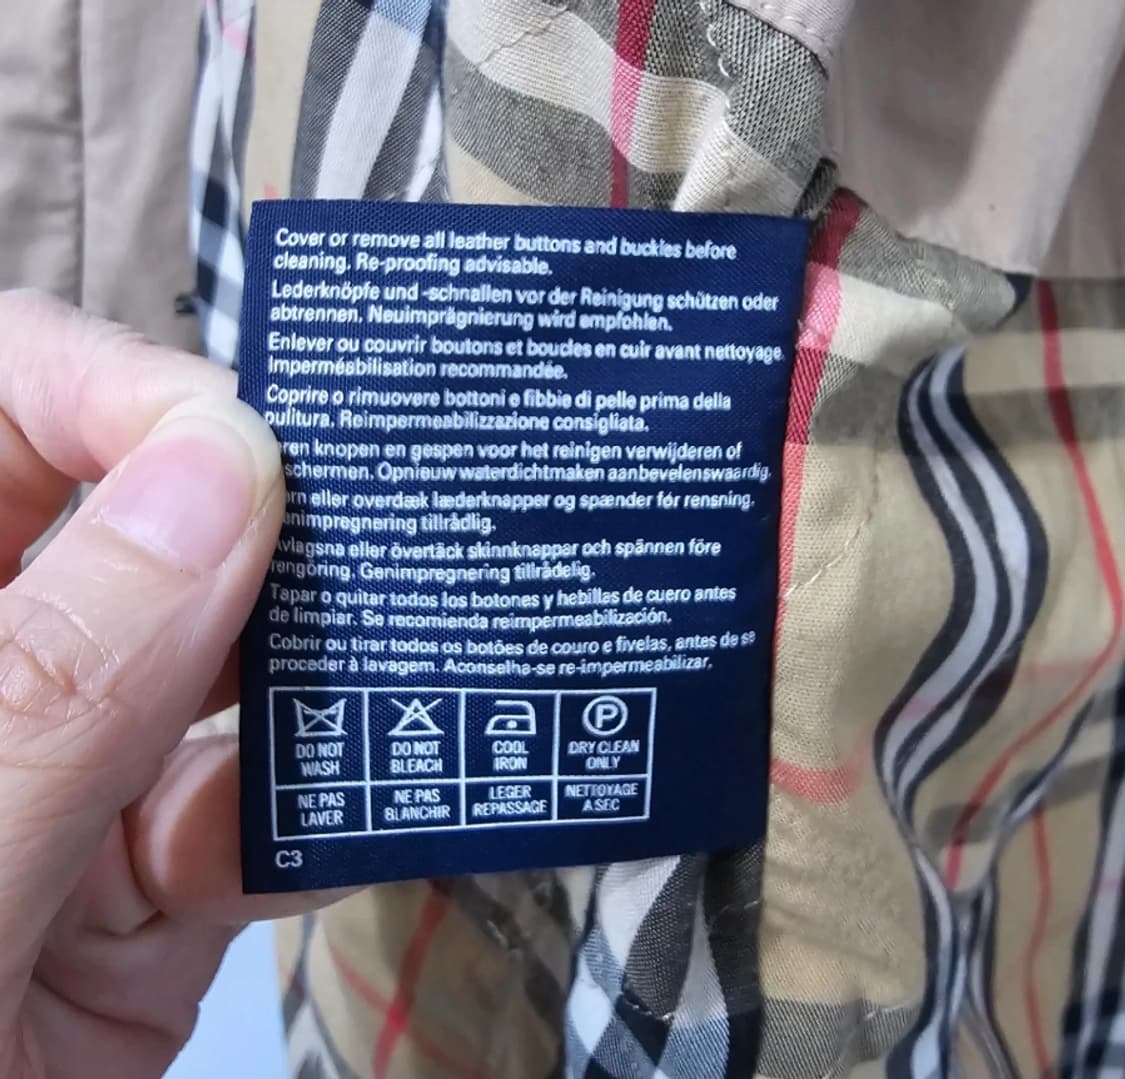 Cover or remove all leather buttons and buckles before
cleaning. Re-proofing advisable.
Lederknöpfe und -schnallen vor der Reinigung schützen oder
abtrennen. Neuimprägnierung wird empfohlen.
Enlever ou couvrir boutons et boucles en cuir avant nettoyage.
Imperméabilisation recommandée.
Coprire o rimuovere bottoni e fibbie di pelle prima della
pulitura. Reimpermeabilizzazione consigliata.
knopen en gespen voor het reinigen verwijderen of
schermen. Opnieuw waterdichtmaken aanbevelenswaardig.
eller overdæk læderknapper og spænder fór rensning.
tillrådlig.
eller övertäck skinnknappar och spännen före
rengöring. Genimpregnering tillrådelig.
Tapar o quitar todos los botones y hebillas de cuero antes
de limpiar. Se recomienda reimpermeabilización.
Cobrir ou tirar todos os botões de couro e fivelas, antes de se
proceder à lavagem. Aconselha-se re-impermeabilizar.
P
DO NOT WASH
DO NOT BLEACH
COOL IRON
DRY CLEAN ONLY
NE PAS LAVER
NE PAS BLANCHIR
LEGER REPASSAGE
NETTOYAGE A SEC
C3